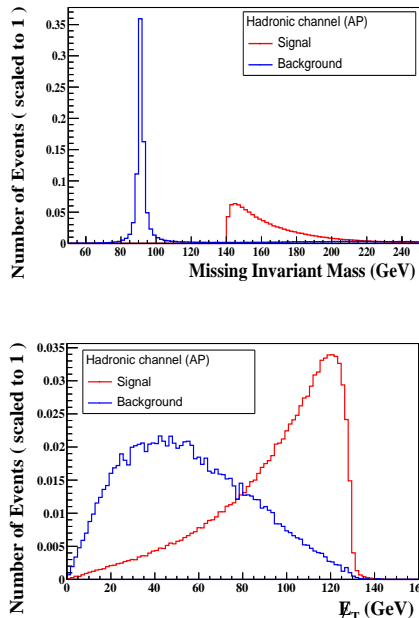 Number of Events ( scaled to 1 )
0.35
0.3
0.25
0.2
0.15
0.1
0.05
0
Hadronic channel (AP)
Signal
Background
60 80 100 120 140 160 180 200 220 240
Missing Invariant Mass (GeV)
Number of Events ( scaled to 1 )
0.035
0.03
0.025
0.02
0.015
0.01
0.005
0
Hadronic channel (AP)
Signal
Background
0 20 40 60 80 100 120 140 160
E̸T (GeV)